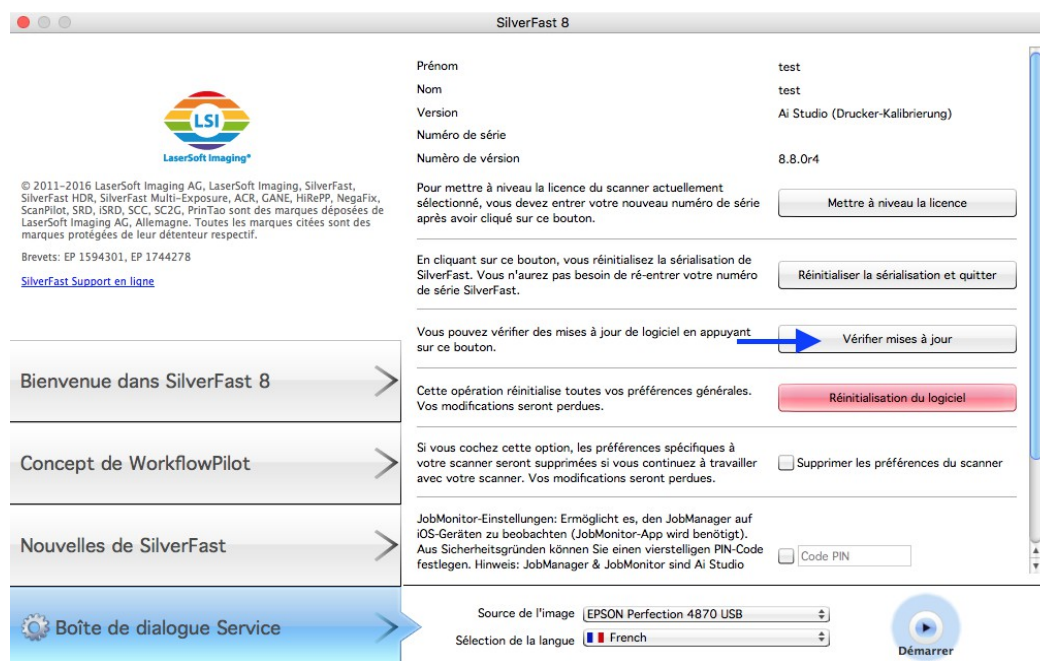 SilverFast 8
LSI
LaserSoft Imaging®
© 2011-2016 LaserSoft Imaging AG, LaserSoft Imaging, SilverFast,
SilverFast HDR, SilverFast Multi-Exposure, ACR, GANE, HiRePP, NegaFix,
ScanPilot, SRD, iSRD, SCC, SC2G, PrinTao sont des marques déposées de
LaserSoft Imaging AG, Allemagne. Toutes les marques citées sont des
marques protégées de leur détenteur respectif.
Brevets: EP 1594301, EP 1744278
SilverFast Support en ligne
Bienvenue dans SilverFast 8
Concept de WorkflowPilot
Nouvelles de SilverFast
Boîte de dialogue Service
Prénom test
Nom test
Version Ai Studio (Drucker-Kalibrierung)
Numéro de série
Numèro de vérsion 8.8.0r4
Pour mettre à niveau la licence du scanner actuellement
sélectionné, vous devez entrer votre nouveau numéro de série
après avoir cliqué sur ce bouton.
Mettre à niveau la licence
En cliquant sur ce bouton, vous réinitialisez la sérialisation de
SilverFast. Vous n'aurez pas besoin de ré-entrer votre numéro
de série SilverFast.
Réinitialiser la sérialisation et quitter
Vous pouvez vérifier des mises à jour de logiciel en appuyant
sur ce bouton.
Vérifier mises à jour
Cette opération réinitialise toutes vos préférences générales.
Vos modifications seront perdues.
Réinitialisation du logiciel
Si vous cochez cette option, les préférences spécifiques à
votre scanner seront supprimées si vous continuez à travailler
avec votre scanner. Vos modifications seront perdues.
Supprimer les préférences du scanner
JobMonitor-Einstellungen: Ermöglicht es, den JobManager auf
iOS-Geräten zu beobachten (JobMonitor-App wird benötigt).
Aus Sicherheitsgründen können Sie einen vierstelligen PIN-Code
festlegen. Hinweis: JobManager & JobMonitor sind Ai Studio
Code PIN
Source de l'image EPSON Perfection 4870 USB
Sélection de la langue French
Démarrer